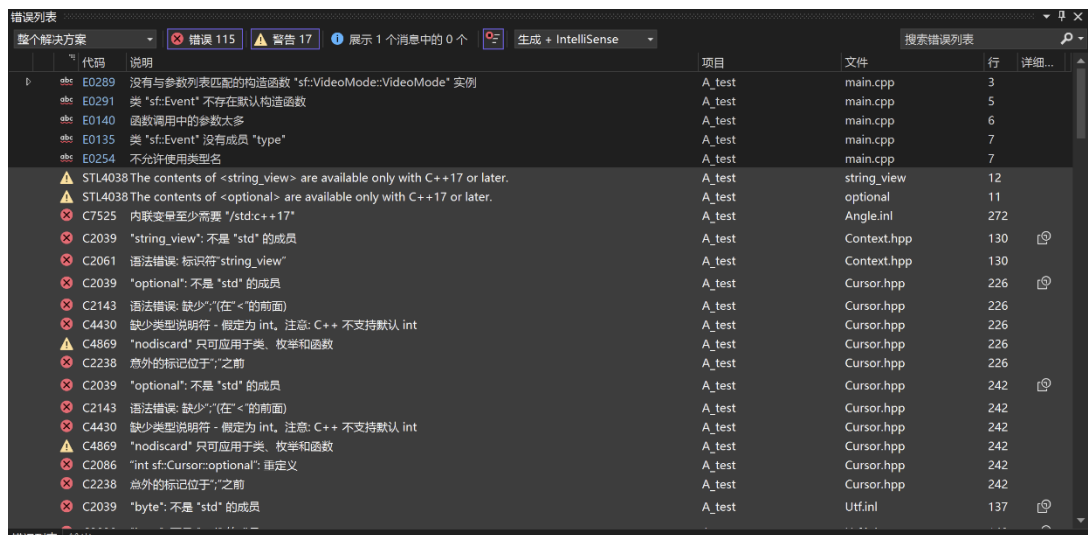 错误列表
整个解决方案 错误 115 警告 17 展示 1 个消息中的 0 个 生成 + IntelliSense 搜索错误列表
代码 说明 项目 文件 行 详细...
abc E0289 没有与参数列表匹配的构造函数 "sf::VideoMode::VideoMode" 实例 A_test main.cpp 3
abc E0291 类 "sf::Event" 不存在默认构造函数 A_test main.cpp 5
abc E0140 函数调用中的参数太多 A_test main.cpp 6
abc E0135 类 "sf::Event" 没有成员 "type" A_test main.cpp 7
abc E0254 不允许使用类型名 A_test main.cpp 7
STL4038 The contents of <string_view> are available only with C++17 or later. A_test string_view 12
STL4038 The contents of <optional> are available only with C++17 or later. A_test optional 11
C7525 内联变量至少需要 "/std:c++17" A_test Angle.inl 272
C2039 "string_view": 不是 "std" 的成员 A_test Context.hpp 130
C2061 语法错误: 标识符"string_view" A_test Context.hpp 130
C2039 "optional": 不是 "std" 的成员 A_test Cursor.hpp 226
C2143 语法错误: 缺少";"(在"<"的前面) A_test Cursor.hpp 226
C4430 缺少类型说明符 - 假定为 int。注意: C++ 不支持默认 int A_test Cursor.hpp 226
C4869 "nodiscard" 只可应用于类、枚举和函数 A_test Cursor.hpp 226
C2238 意外的标记位于";"之前 A_test Cursor.hpp 226
C2039 "optional": 不是 "std" 的成员 A_test Cursor.hpp 242
C2143 语法错误: 缺少";"(在"<"的前面) A_test Cursor.hpp 242
C4430 缺少类型说明符 - 假定为 int。注意: C++ 不支持默认 int A_test Cursor.hpp 242
C4869 "nodiscard" 只可应用于类、枚举和函数 A_test Cursor.hpp 242
C2086 "int sf::Cursor::optional": 重定义 A_test Cursor.hpp 242
C2238 意外的标记位于";"之前 A_test Cursor.hpp 242
C2039 "byte": 不是 "std" 的成员 A_test Utf.inl 137